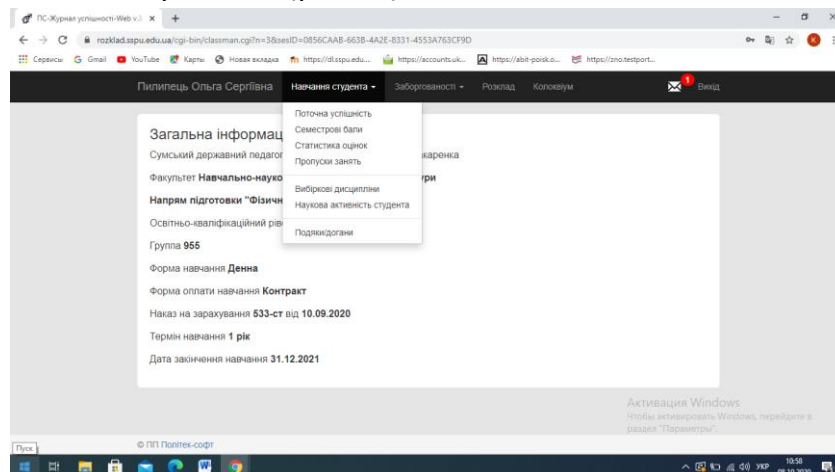 ПС-Журнал успішності-Web v.3
rozklad.sspu.edu.ua/cgi-bin/classman.cgi?n=3&sesID=0856CAAB-663B-4A2E-8331-4553A763CF9D
Сервисы Gmail YouTube Карты Новая вкладка https://dl.sspu.edu... https://accounts.uk... https://abit-poisk.o... https://zno.testport...
Пилипець Ольга Сергіївна Навчання студента Заборгованості Розклад Колоквіум 1 Вихід
Поточна успішність
Семестрові бали
Статистика оцінок
Пропуски занять
Вибіркові дисципліни
Наукова активність студента
Подяки/догани
Загальна інформац
Сумський державний педагог каренка
Факультет Навчально-науко ури
Напрям підготовки "Фізичн
Освітньо-кваліфікаційний рів
Группа 955
Форма навчання Денна
Форма оплати навчання Контракт
Наказ на зарахування 533-ст від 10.09.2020
Термін навчання 1 рік
Дата закінчення навчання 31.12.2021
Активация Windows
Чтобы активировать Windows, перейдите в
раздел "Параметры".
© ПП Політек-софт
Пуск
УКР 10:58
08.10.2020